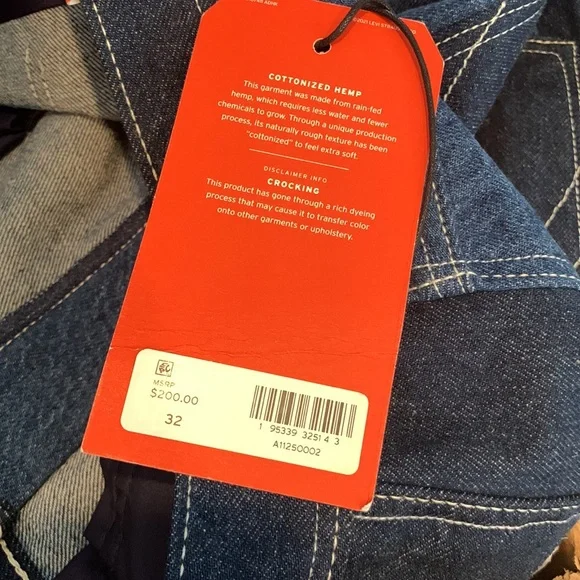 ©2021 LEVI STRA
COTTONIZED HEMP
This garment was made from rain-fed
hemp, which requires less water and fewer
chemicals to grow. Through a unique production
process, its naturally rough texture has been
"cottonized" to feel extra soft.
DISCLAIMER INFO
CROCKING
This product has gone through a rich dyeing
process that may cause it to transfer color
onto other garments or upholstery.
MSRP
$200.00
32
1 95339 32514 3
A11250002